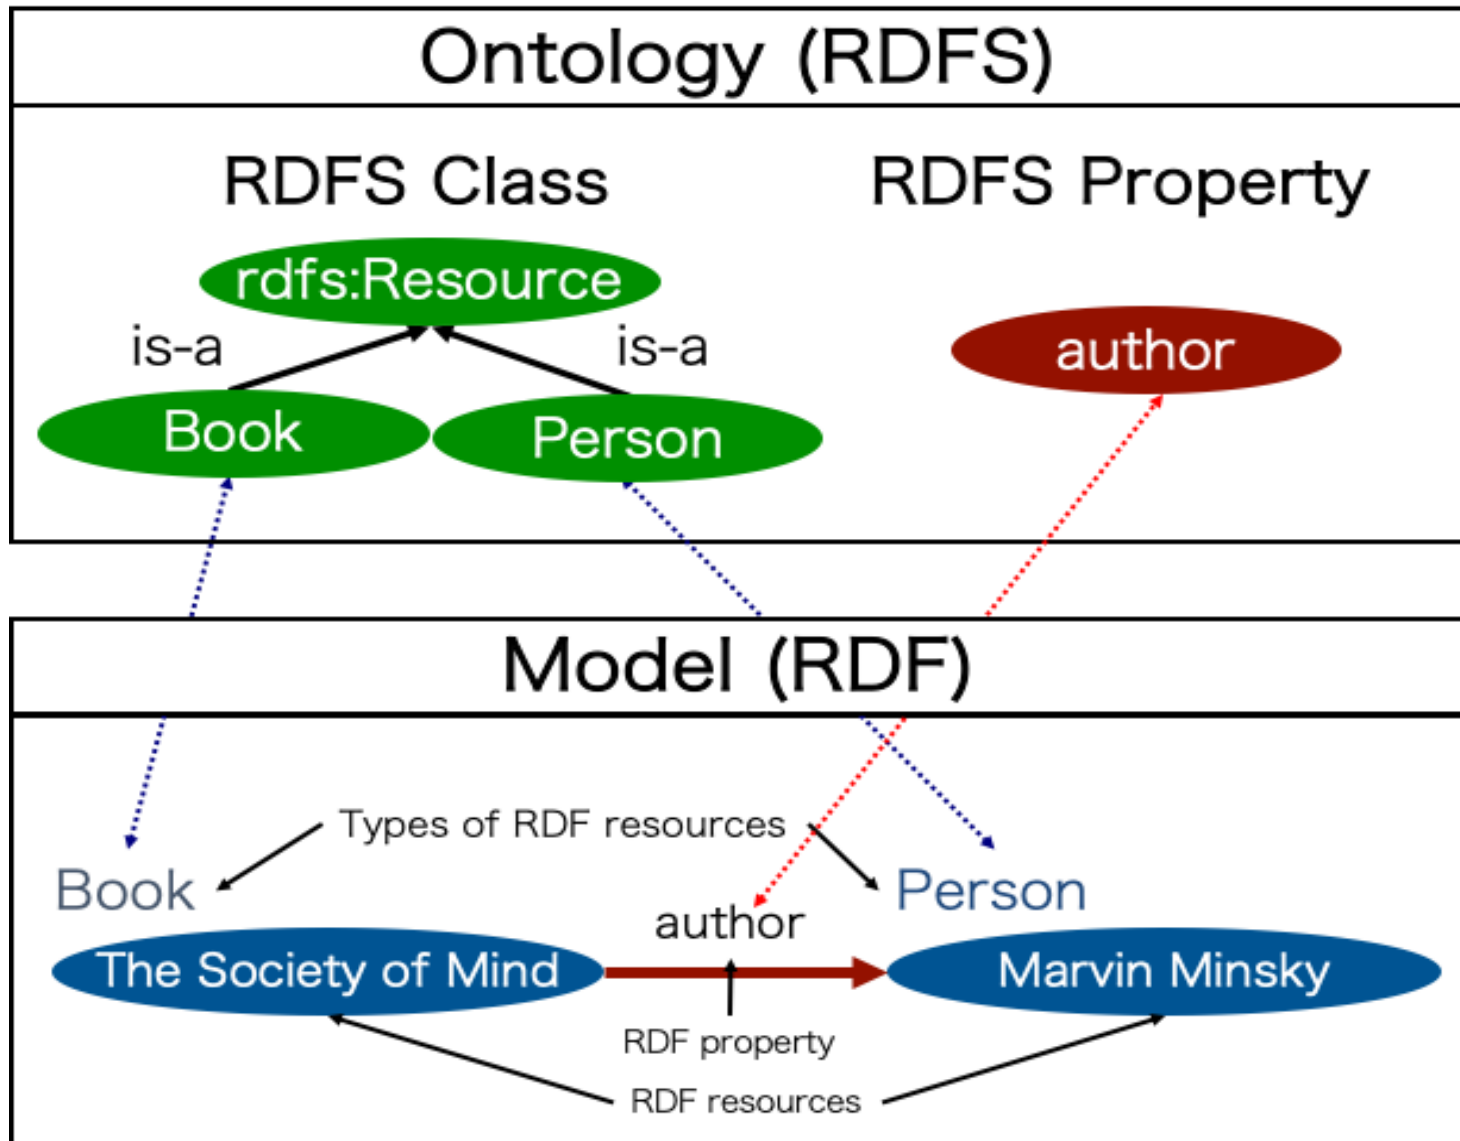 Ontology (RDFS)
RDFS Class
RDFS Property
rdfs:Resource
is-a
is-a
author
Book
Person
Model (RDF)
Types of RDF resources
Book
Person
author
The Society of Mind
Marvin Minsky
RDF property
RDF resources